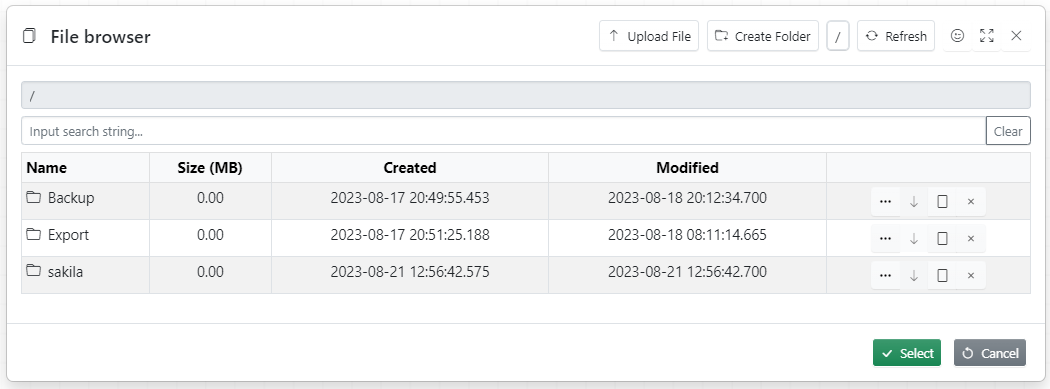 File browser Upload File Create Folder / Refresh
/
Input search string... Clear
Name Size (MB) Created Modified
Backup 0.00 2023-08-17 20:49:55.453 2023-08-18 20:12:34.700
Export 0.00 2023-08-17 20:51:25.188 2023-08-18 08:11:14.665
sakila 0.00 2023-08-21 12:56:42.575 2023-08-21 12:56:42.700
Select Cancel